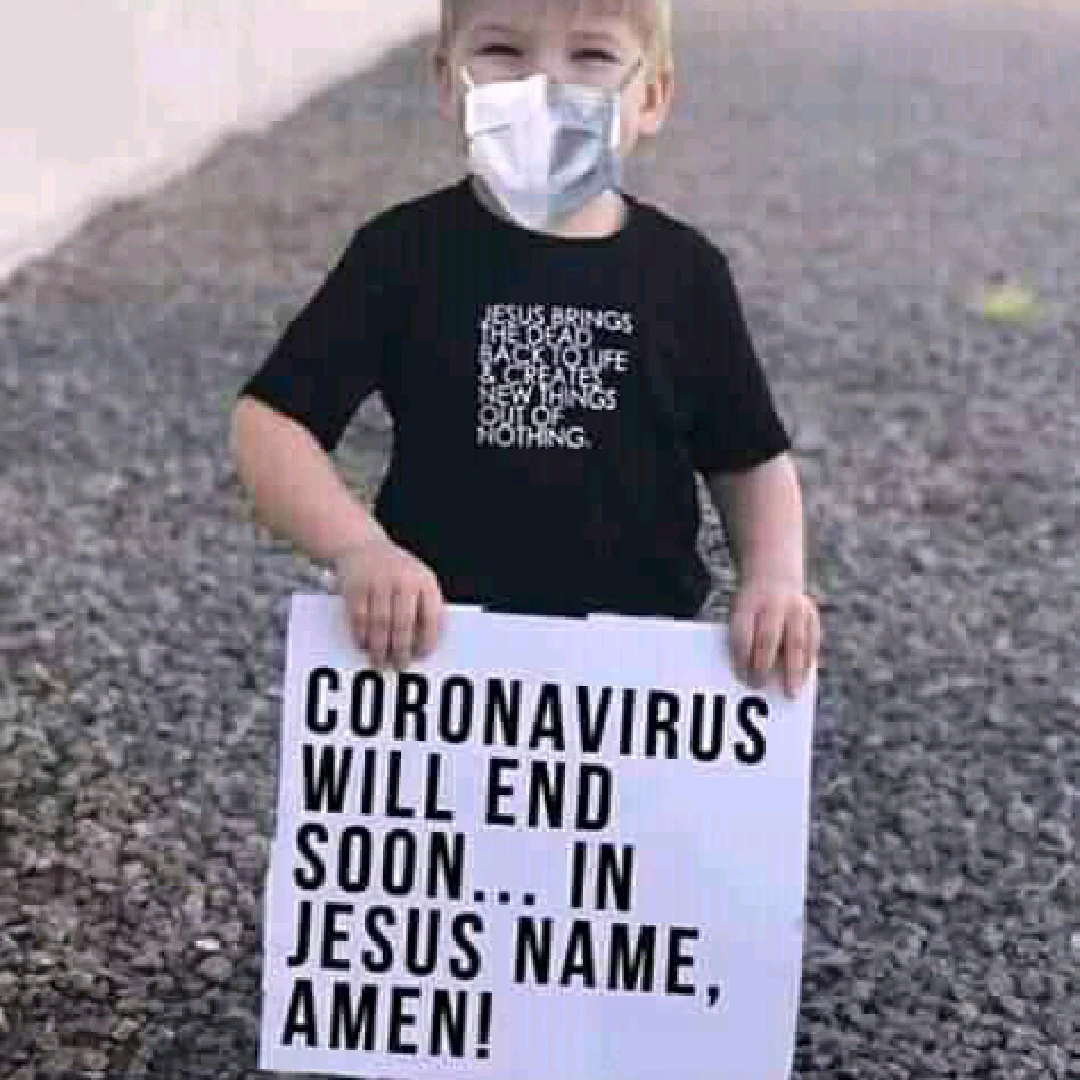 JESUS BRINGS
THE DEAD
BACK TO LIFE
& CREATES
NEW THINGS
OUT OF
NOTHING.
CORONAVIRUS
WILL END
SOON... IN
JESUS NAME,
AMEN!